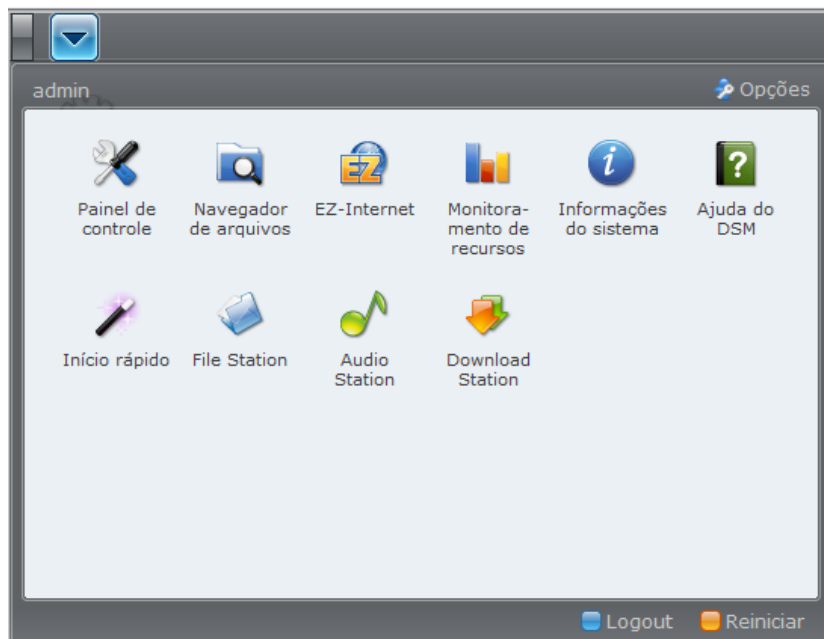 admin
Opções
Painel de
controle
Navegador
de arquivos
EZ
EZ-Internet
Monitora-
mento de
recursos
i
Informações
do sistema
?
Ajuda do
DSM
Início rápido
File Station
Audio
Station
Download
Station
Logout
Reiniciar